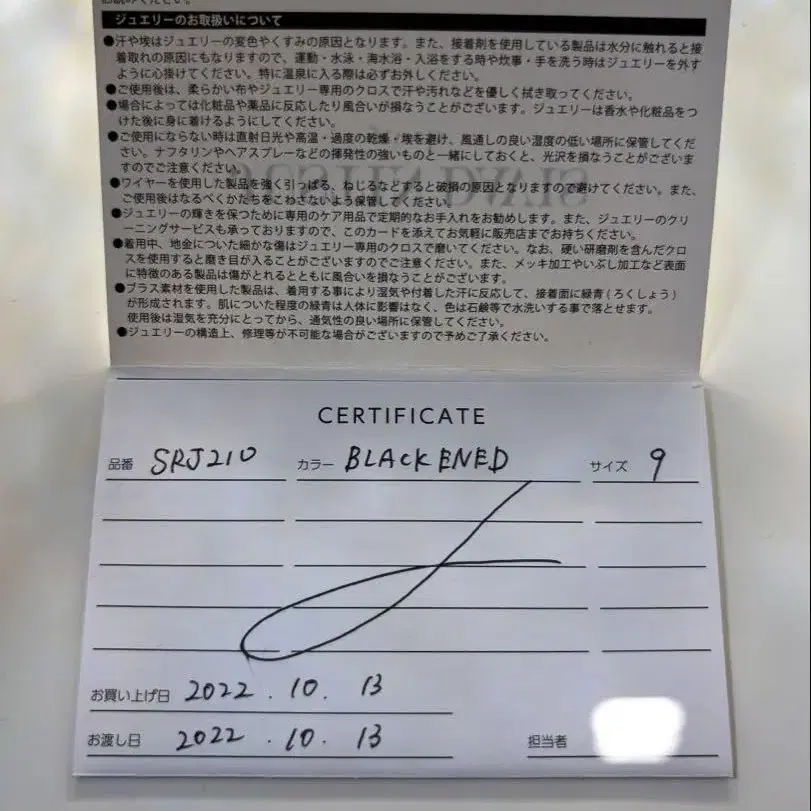 ジュエリーのお取扱いについて
●汗や埃はジュエリーの変色やくすみの原因となります。また、接着剤を使用している製品は水分に触れると接
着取れの原因にもなりますので、運動・水泳・海水浴・入浴をする時や炊事・手を洗う時はジュエリーを外す
ように心掛けてください。特に温泉に入る際は必ずお外しください。
●ご使用後は、柔らかい布やジュエリー専用のクロスで汗や汚れなどを優しく拭き取ってください。
●場合によっては化粧品や薬品に反応したり風合いが損なうことがございます。ジュエリーは香水や化粧品をつ
けた後に身に着けるようにしてください。
●ご使用にならない時は直射日光や高温・過度の乾燥・埃を避け、風通しの良い湿度の低い場所に保管してくだ
さい。ナフタリンやヘアスプレーなどの揮発性の強いものと一緒にしておくと、光沢を損なうことがございま
すのでご注意ください。
●ワイヤーを使用した製品を強く引っぱる、ねじるなどすると破損の原因となりますので避けてください。また、
ご使用後はなるべくかたちをこわさないよう保管してください。
●ジュエリーの輝きを保つために専用のケア用品で定期的なお手入れをお勧めします。また、ジュエリーのクリ
ーニングサービスも承っておりますので、このカードを添えてお気軽に販売店までお持ちください。
●着用中、地金についた細かな傷はジュエリー専用のクロスで磨いてください。なお、硬い研磨剤を含んだクロ
スを使用すると磨き目が入ることがございますのでご注意ください。また、メッキ加工やいぶし加工など表面
に特徴のある製品は傷がとれるとともに風合いを損なうことがございます。
●ブラス素材を使用した製品は、着用する事により湿気や付着した汗に反応して、接着面に緑青(ろくしょう)
が形成されます。肌についた程度の緑青は人体に影響はなく、色は石鹸等で水洗いする事で落とせます。
使用後は湿気を充分にとってから、通気性の良い場所に保管してください。
●ジュエリーの構造上、修理等が不可能な場合がございますので予めご了承ください。
CERTIFICATE
品番 SRJ210 カラー BLACKENED サイズ 9
お買い上げ日 2022 . 10 . 13
お渡し日 2022 . 10 . 13 担当者